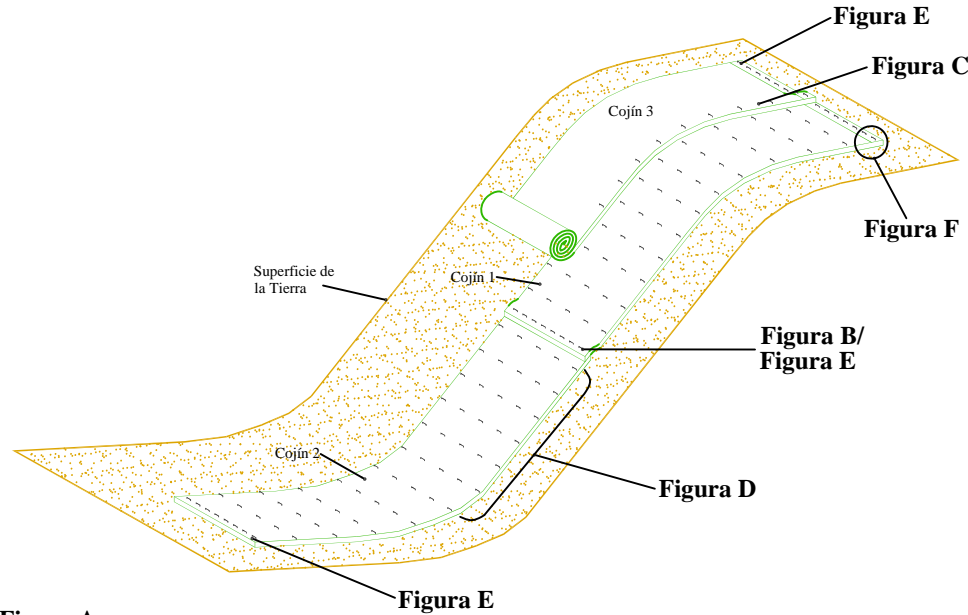 Figura E
Figura C
Cojín 3
Figura F
Superficie de
la Tierra
Cojín 1
Figura B/
Figura E
Cojín 2
Figura D
Figura E
Figura A